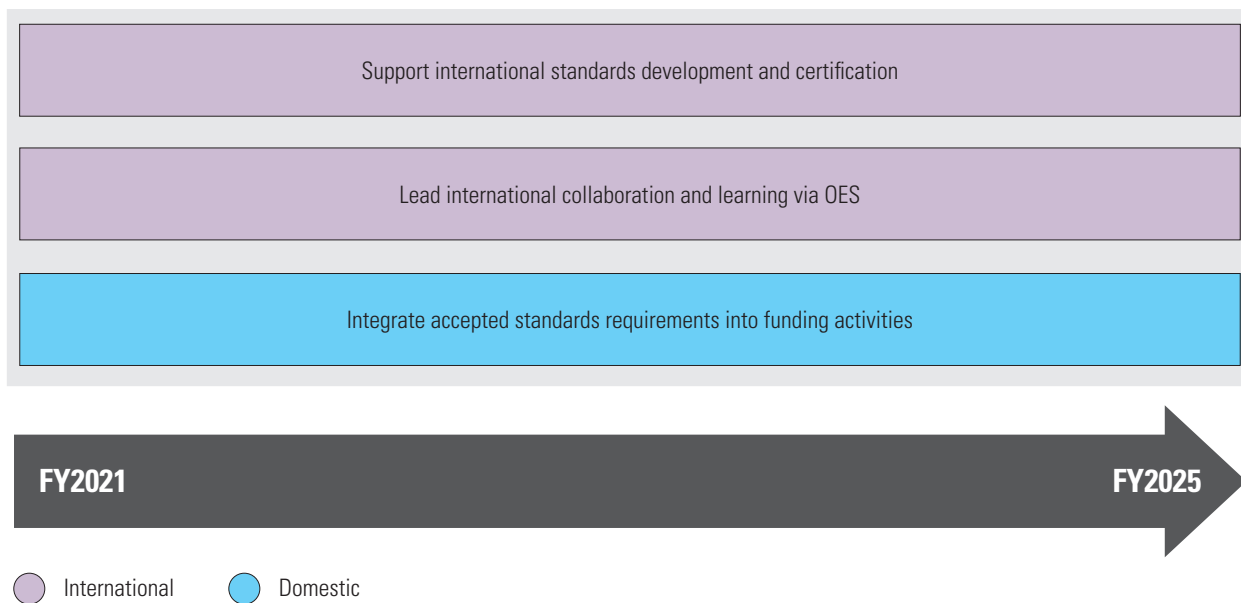 Support international standards development and certification
Lead international collaboration and learning via OES
Integrate accepted standards requirements into funding activities
FY2021
FY2025
International
Domestic